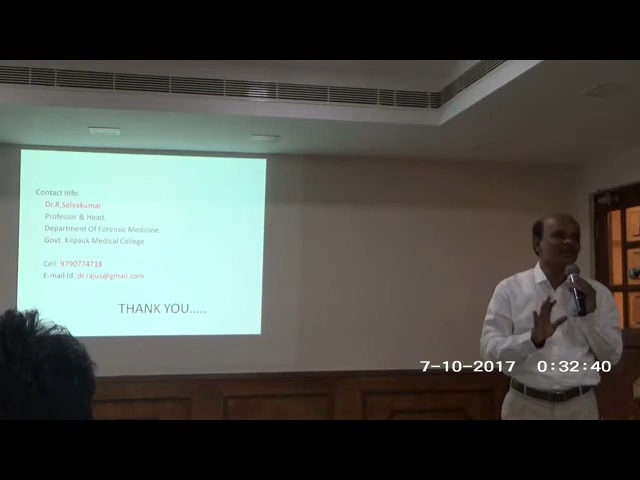 Contact Info:
Dr.R.Selvakumar
Professor & Head,
Department Of Forensic Medicine,
Govt. Kilpauk Medical College
Cell: 9790774718
E-mail Id: dr.rajus@gmail.com
THANK YOU.....
7-10-2017 0:32:40